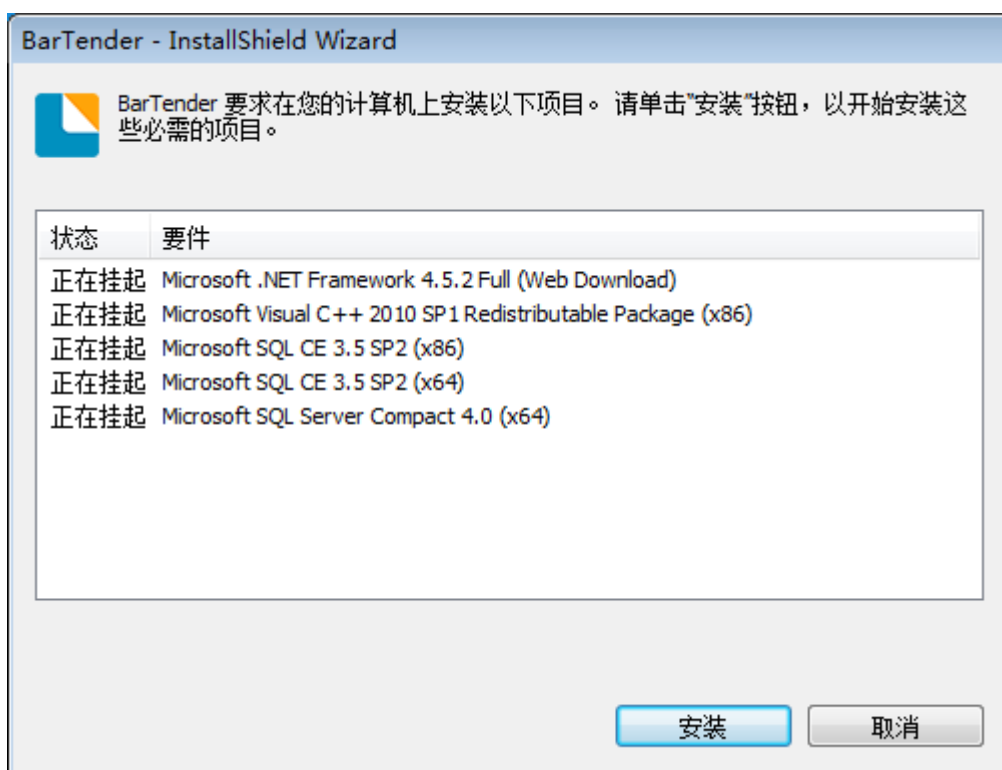 BarTender - InstallShield Wizard
BarTender 要求在您的计算机上安装以下项目。 请单击"安装"按钮，以开始安装这
些必需的项目。
状态 要件
正在挂起 Microsoft .NET Framework 4.5.2 Full (Web Download)
正在挂起 Microsoft Visual C++ 2010 SP1 Redistributable Package (x86)
正在挂起 Microsoft SQL CE 3.5 SP2 (x86)
正在挂起 Microsoft SQL CE 3.5 SP2 (x64)
正在挂起 Microsoft SQL Server Compact 4.0 (x64)
安装 取消